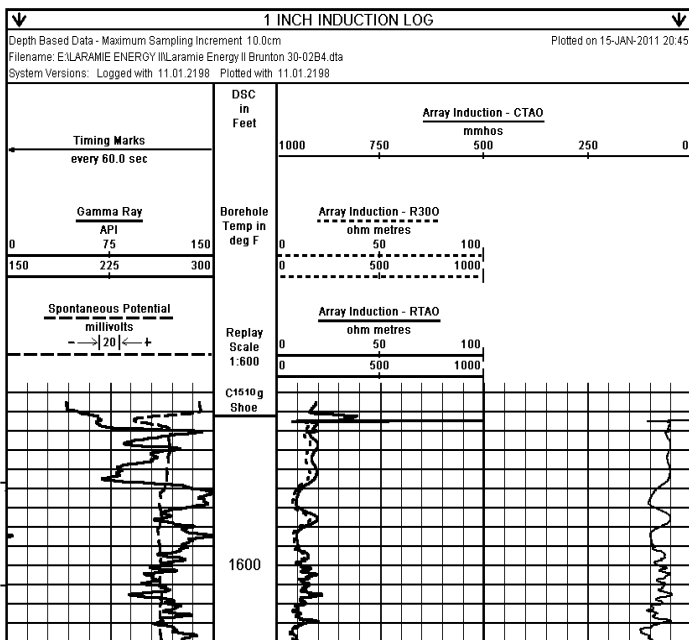 1 INCH INDUCTION LOG
Depth Based Data - Maximum Sampling Increment 10.0cm
Plotted on 15-JAN-2011 20:45
Filename: E:\LARAMIE ENERGY II\Laramie Energy II Brunton 30-02B4.dta
System Versions: Logged with 11.01.2198 Plotted with 11.01.2198
Timing Marks
every 60.0 sec
DSC
in
Feet
Array Induction - CTAO
mmhos
1000 750 500 250 0
Gamma Ray
API
0 75 150
150 225 300
Borehole
Temp in
deg F
Array Induction - R3OO
ohm metres
0 50 100
0 500 1000
Spontaneous Potential
millivolts
- 20 +
Replay
Scale
1:600
Array Induction - RTAO
ohm metres
0 50 100
0 500 1000
C1510g
Shoe
1600